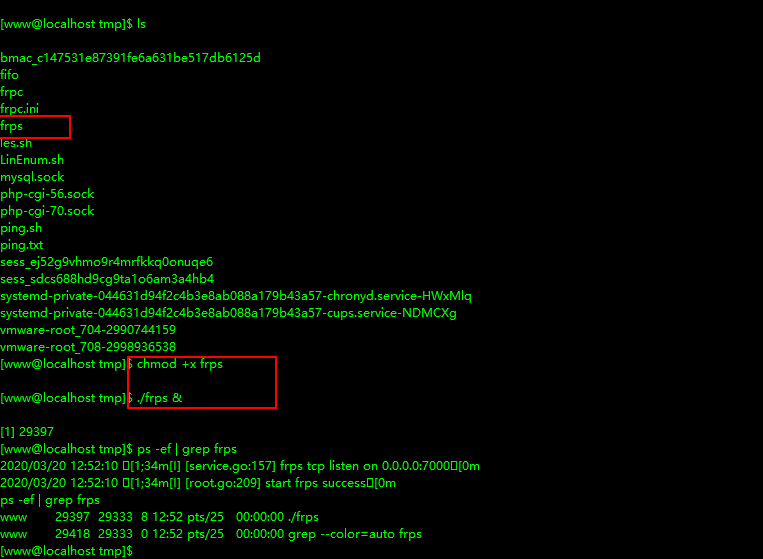 [www@localhost tmp]$ ls
bmac_c147531e87391fe6a631be517db6125d
fifo
frpc
frpc.ini
frps
les.sh
LinEnum.sh
mysql.sock
php-cgi-56.sock
php-cgi-70.sock
ping.sh
ping.txt
sess_ej52g9vhmo9r4mrfkkq0onuqe6
sess_sdcs688hd9cg9ta1o6am3a4hb4
systemd-private-044631d94f2c4b3e8ab088a179b43a57-chronyd.service-HWxMlq
systemd-private-044631d94f2c4b3e8ab088a179b43a57-cups.service-NDMCXg
vmware-root_704-2990744159
vmware-root_708-2998936538
[www@localhost tmp]$ chmod +x frps
[www@localhost tmp]$ ./frps &
[1] 29397
[www@localhost tmp]$ ps -ef | grep frps
2020/03/20 12:52:10 [1;34m[I] [service.go:157] frps tcp listen on 0.0.0.0:7000[0m
2020/03/20 12:52:10 [1;34m[I] [root.go:209] start frps success[0m
ps -ef | grep frps
www 29397 29333 8 12:52 pts/25 00:00:00 ./frps
www 29418 29333 0 12:52 pts/25 00:00:00 grep --color=auto frps
[www@localhost tmp]$